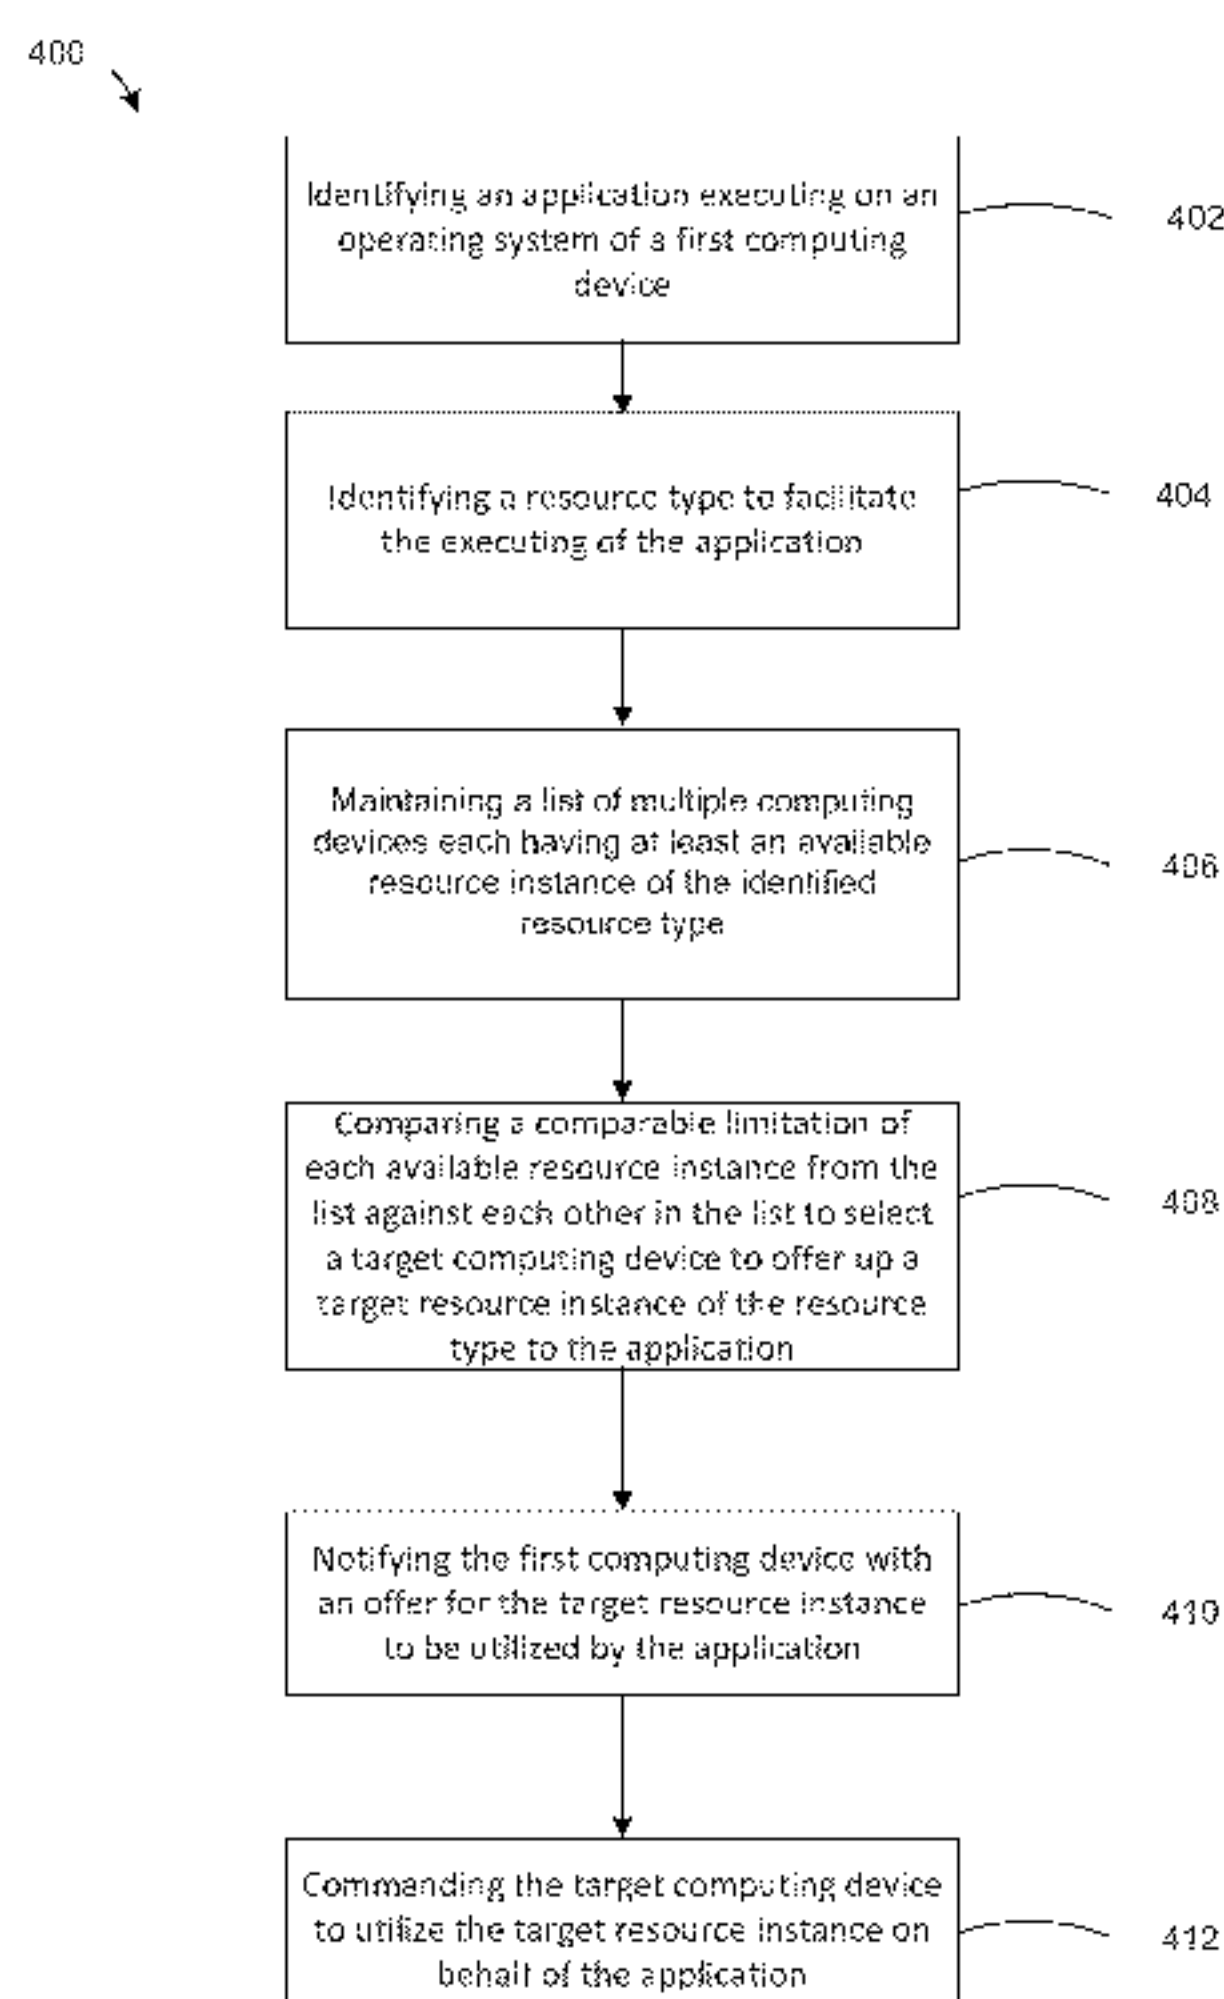 400
Identifying an application executing on an
operating system of a first computing
device
402
Identifying a resource type to facilitate
the executing of the application
404
Maintaining a list of multiple computing
devices each having at least an available
resource instance of the identified
resource type
406
Comparing a comparable limitation of
each available resource instance from the
list against each other in the list to select
a target computing device to offer up a
target resource instance of the resource
type to the application
408
Notifying the first computing device with
an offer for the target resource instance
to be utilized by the application
410
Commanding the target computing device
to utilize the target resource instance on
behalf of the application
412